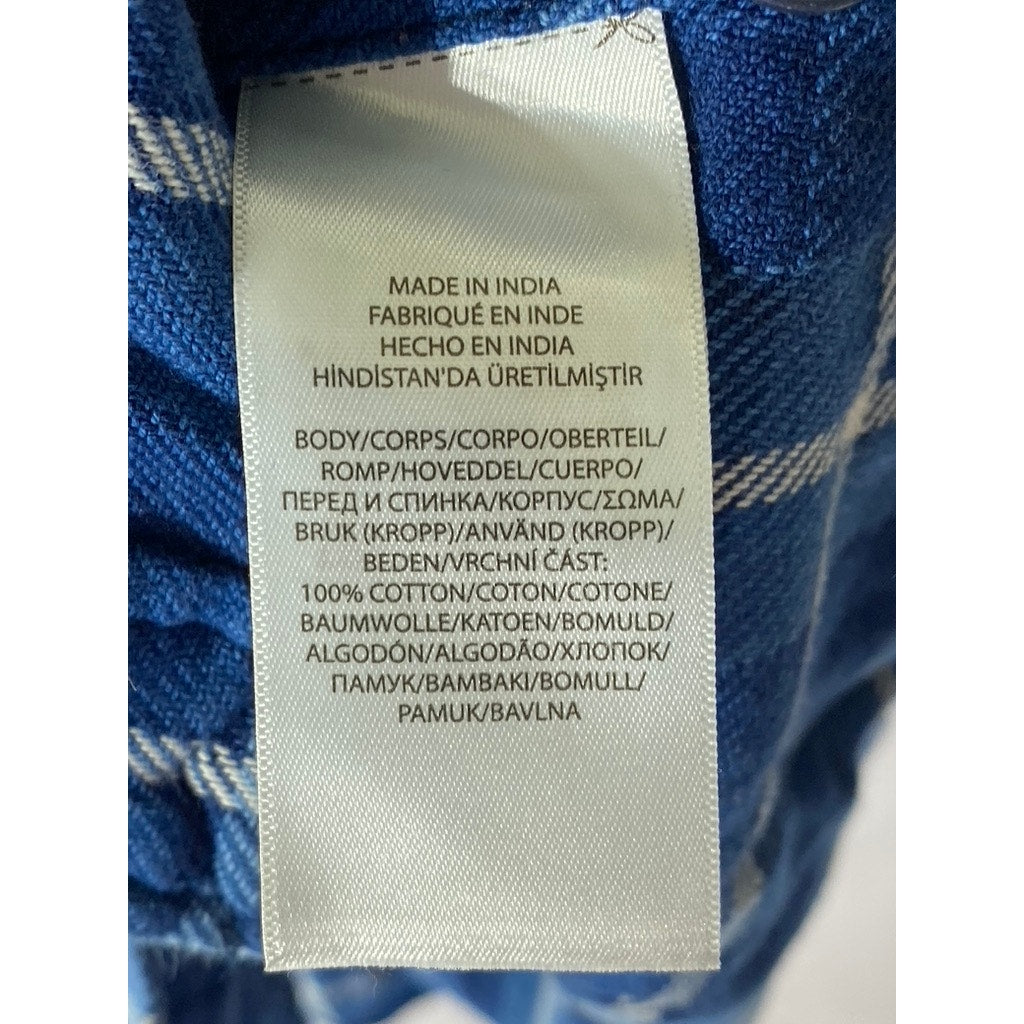 MADE IN INDIA
FABRIQUÉ EN INDE
HECHO EN INDIA
HİNDİSTAN'DA ÜRETİLMİŞTİR
BODY/CORPS/CORPO/OBERTEIL/
ROMP/HOVEDDEL/CUERPO/
ПЕРЕД И СПИНКА/КОРПУС/ΣΩΜΑ/
BRUK (KROPP)/ANVÄND (KROPP)/
BEDEN/VRCHNÍ ČÁST:
100% COTTON/COTON/COTONE/
BAUMWOLLE/KATOEN/BOMULD/
ALGODÓN/ALGODÃO/ХЛОПОК/
ПАМУК/ΒΑΜΒΑΚΙ/BOMULL/
PAMUK/BAVLNA